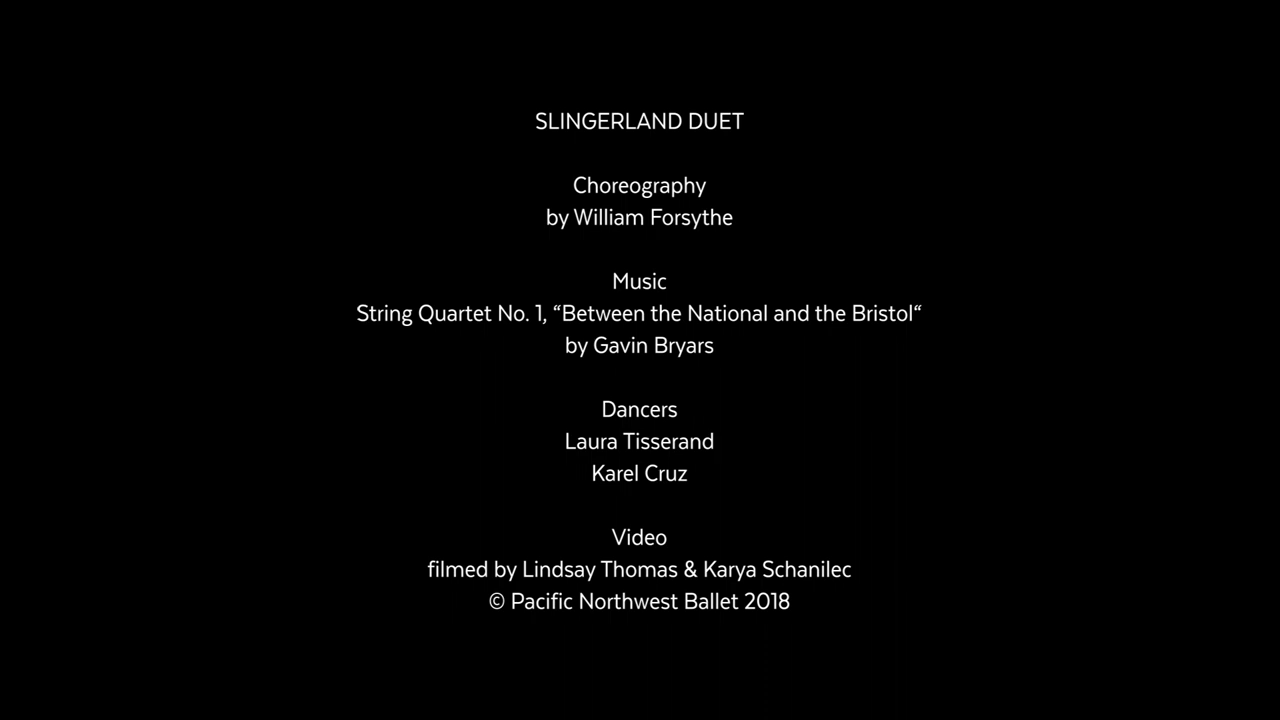 SLINGERLAND DUET
Choreography
by William Forsythe
Music
String Quartet No. 1, “Between the National and the Bristol“
by Gavin Bryars
Dancers
Laura Tisserand
Karel Cruz
Video
filmed by Lindsay Thomas & Karya Schanilec
© Pacific Northwest Ballet 2018